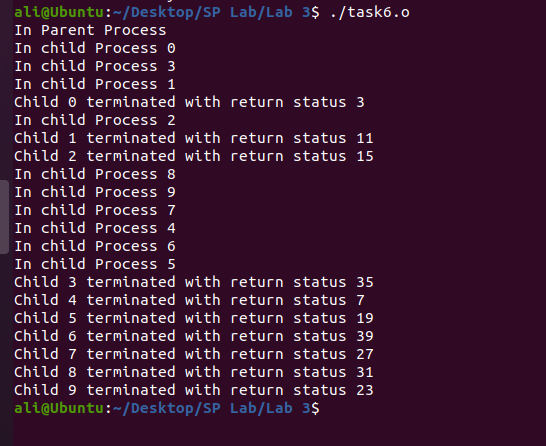 ali@Ubuntu:~/Desktop/SP Lab/Lab 3$ ./task6.o
In Parent Process
In child Process 0
In child Process 3
In child Process 1
Child 0 terminated with return status 3
In child Process 2
Child 1 terminated with return status 11
Child 2 terminated with return status 15
In child Process 8
In child Process 9
In child Process 7
In child Process 4
In child Process 6
In child Process 5
Child 3 terminated with return status 35
Child 4 terminated with return status 7
Child 5 terminated with return status 19
Child 6 terminated with return status 39
Child 7 terminated with return status 27
Child 8 terminated with return status 31
Child 9 terminated with return status 23
ali@Ubuntu:~/Desktop/SP Lab/Lab 3$